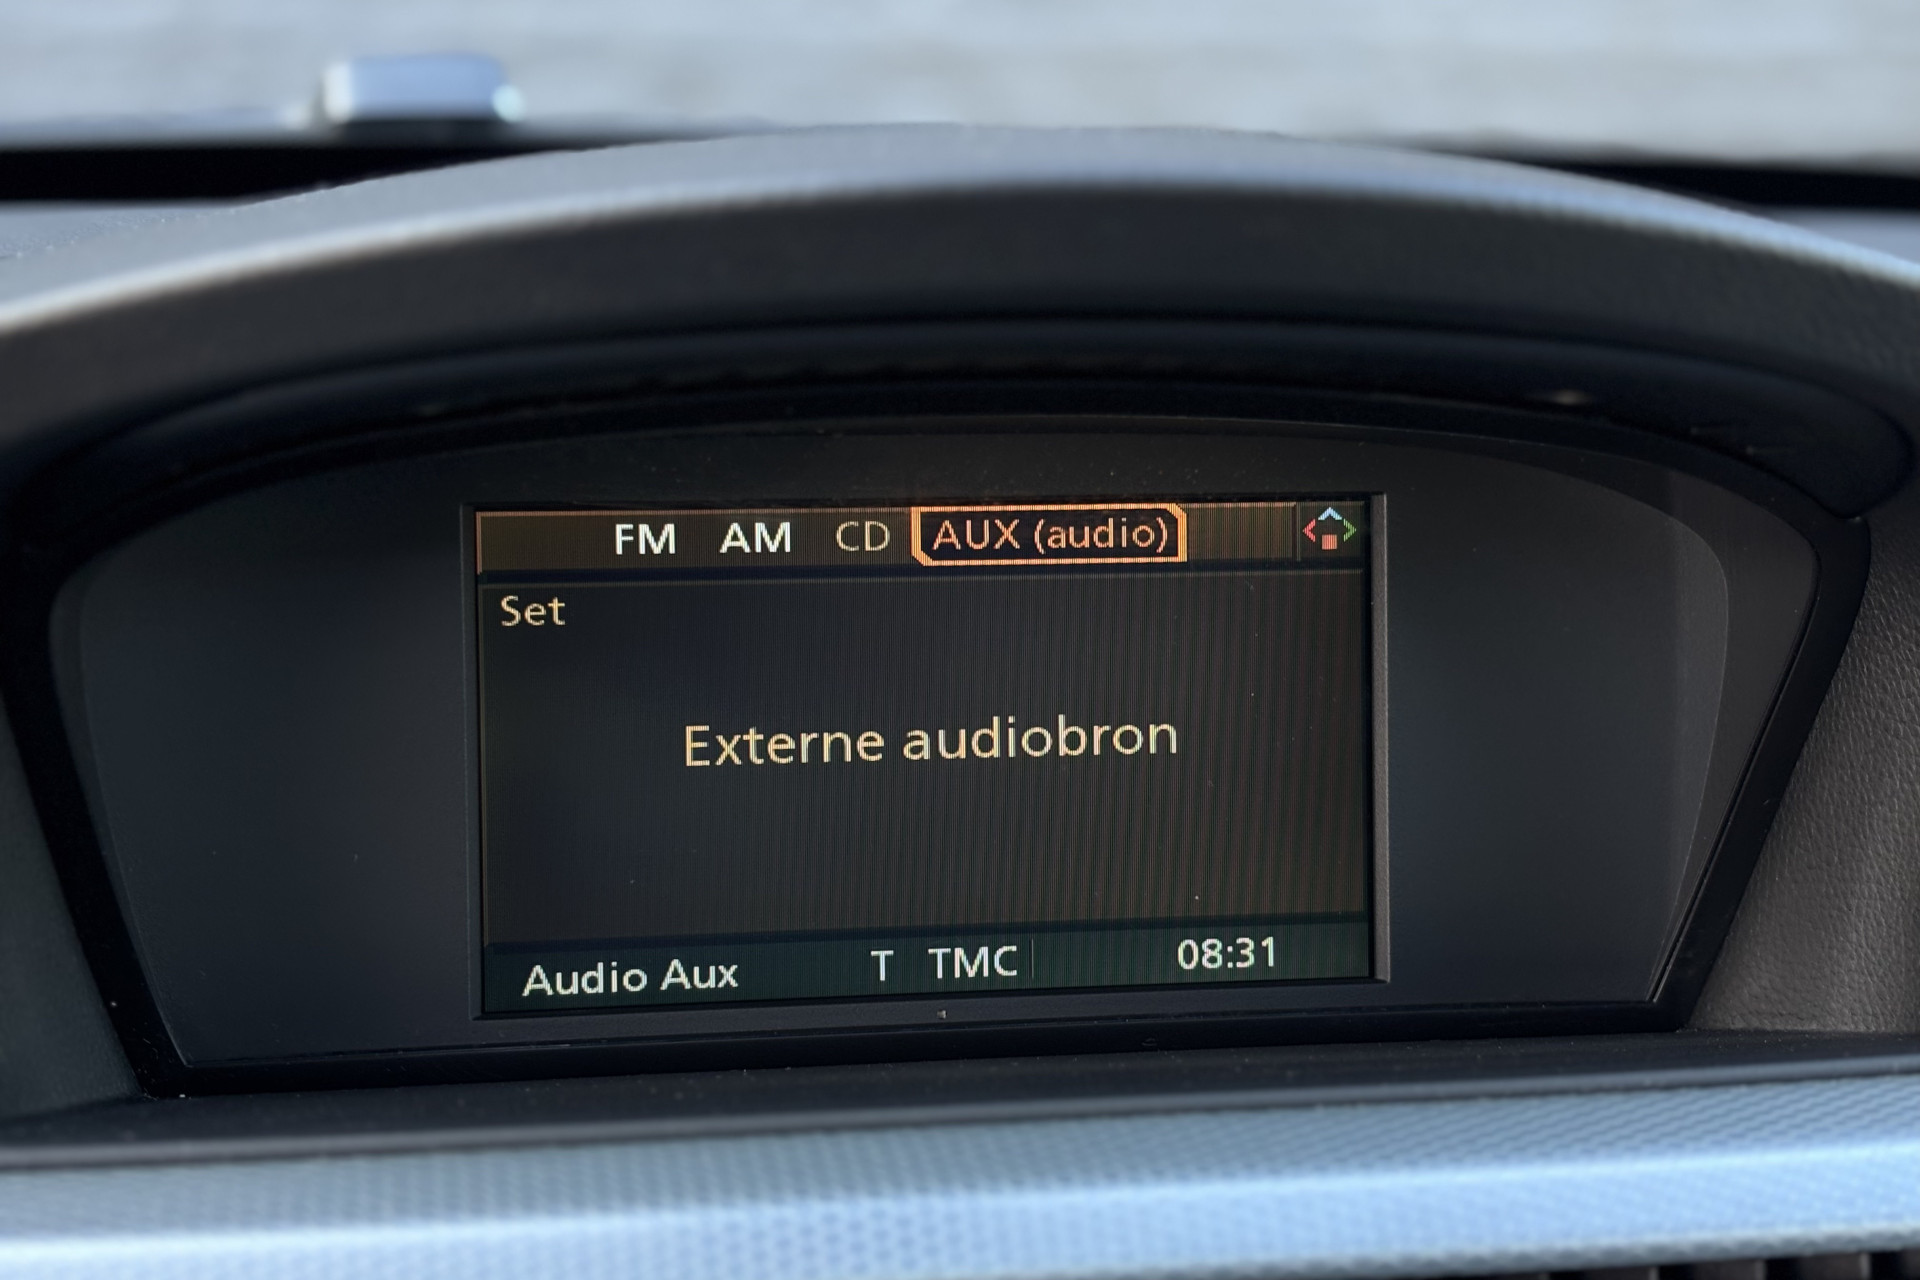 FM AM CD AUX (audio)
Set
Externe audiobron
Audio Aux T TMC 08:31